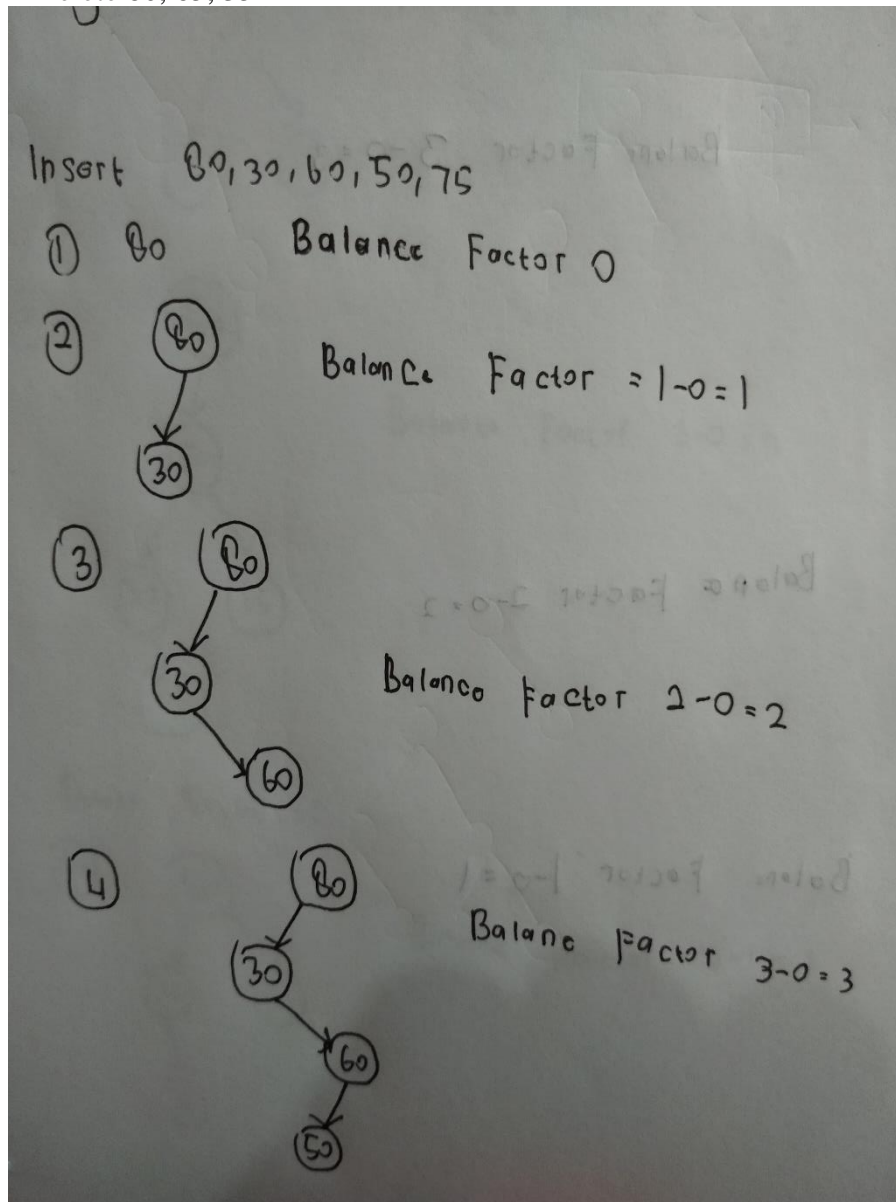 Insert 80, 30, 60, 50, 75
① 80 Balance Factor 0
② 80 Balance Factor = 1-0=1
30
③ 80
30 Balance Factor 2-0=2
60
④ 80 Balanc Factor 3-0=3
30
60
50